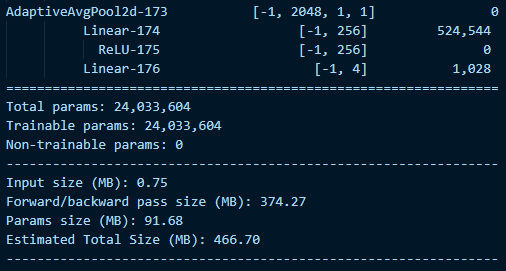 AdaptiveAvgPool2d-173 [-1, 2048, 1, 1] 0
Linear-174 [-1, 256] 524,544
ReLU-175 [-1, 256] 0
Linear-176 [-1, 4] 1,028
================================================================
Total params: 24,033,604
Trainable params: 24,033,604
Non-trainable params: 0
----------------------------------------------------------------
Input size (MB): 0.75
Forward/backward pass size (MB): 374.27
Params size (MB): 91.68
Estimated Total Size (MB): 466.70
----------------------------------------------------------------